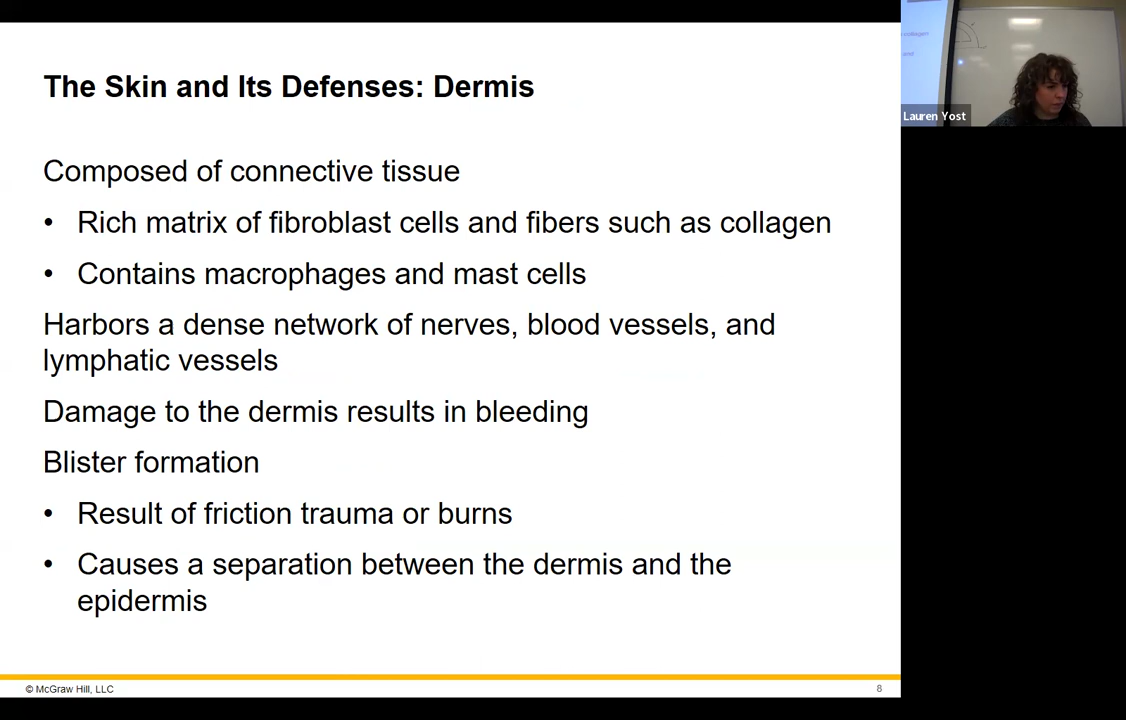 The Skin and Its Defenses: Dermis
Composed of connective tissue
• Rich matrix of fibroblast cells and fibers such as collagen
• Contains macrophages and mast cells
Harbors a dense network of nerves, blood vessels, and
lymphatic vessels
Damage to the dermis results in bleeding
Blister formation
• Result of friction trauma or burns
• Causes a separation between the dermis and the
epidermis
© McGraw Hill, LLC
8
collagen
and
Lauren Yost